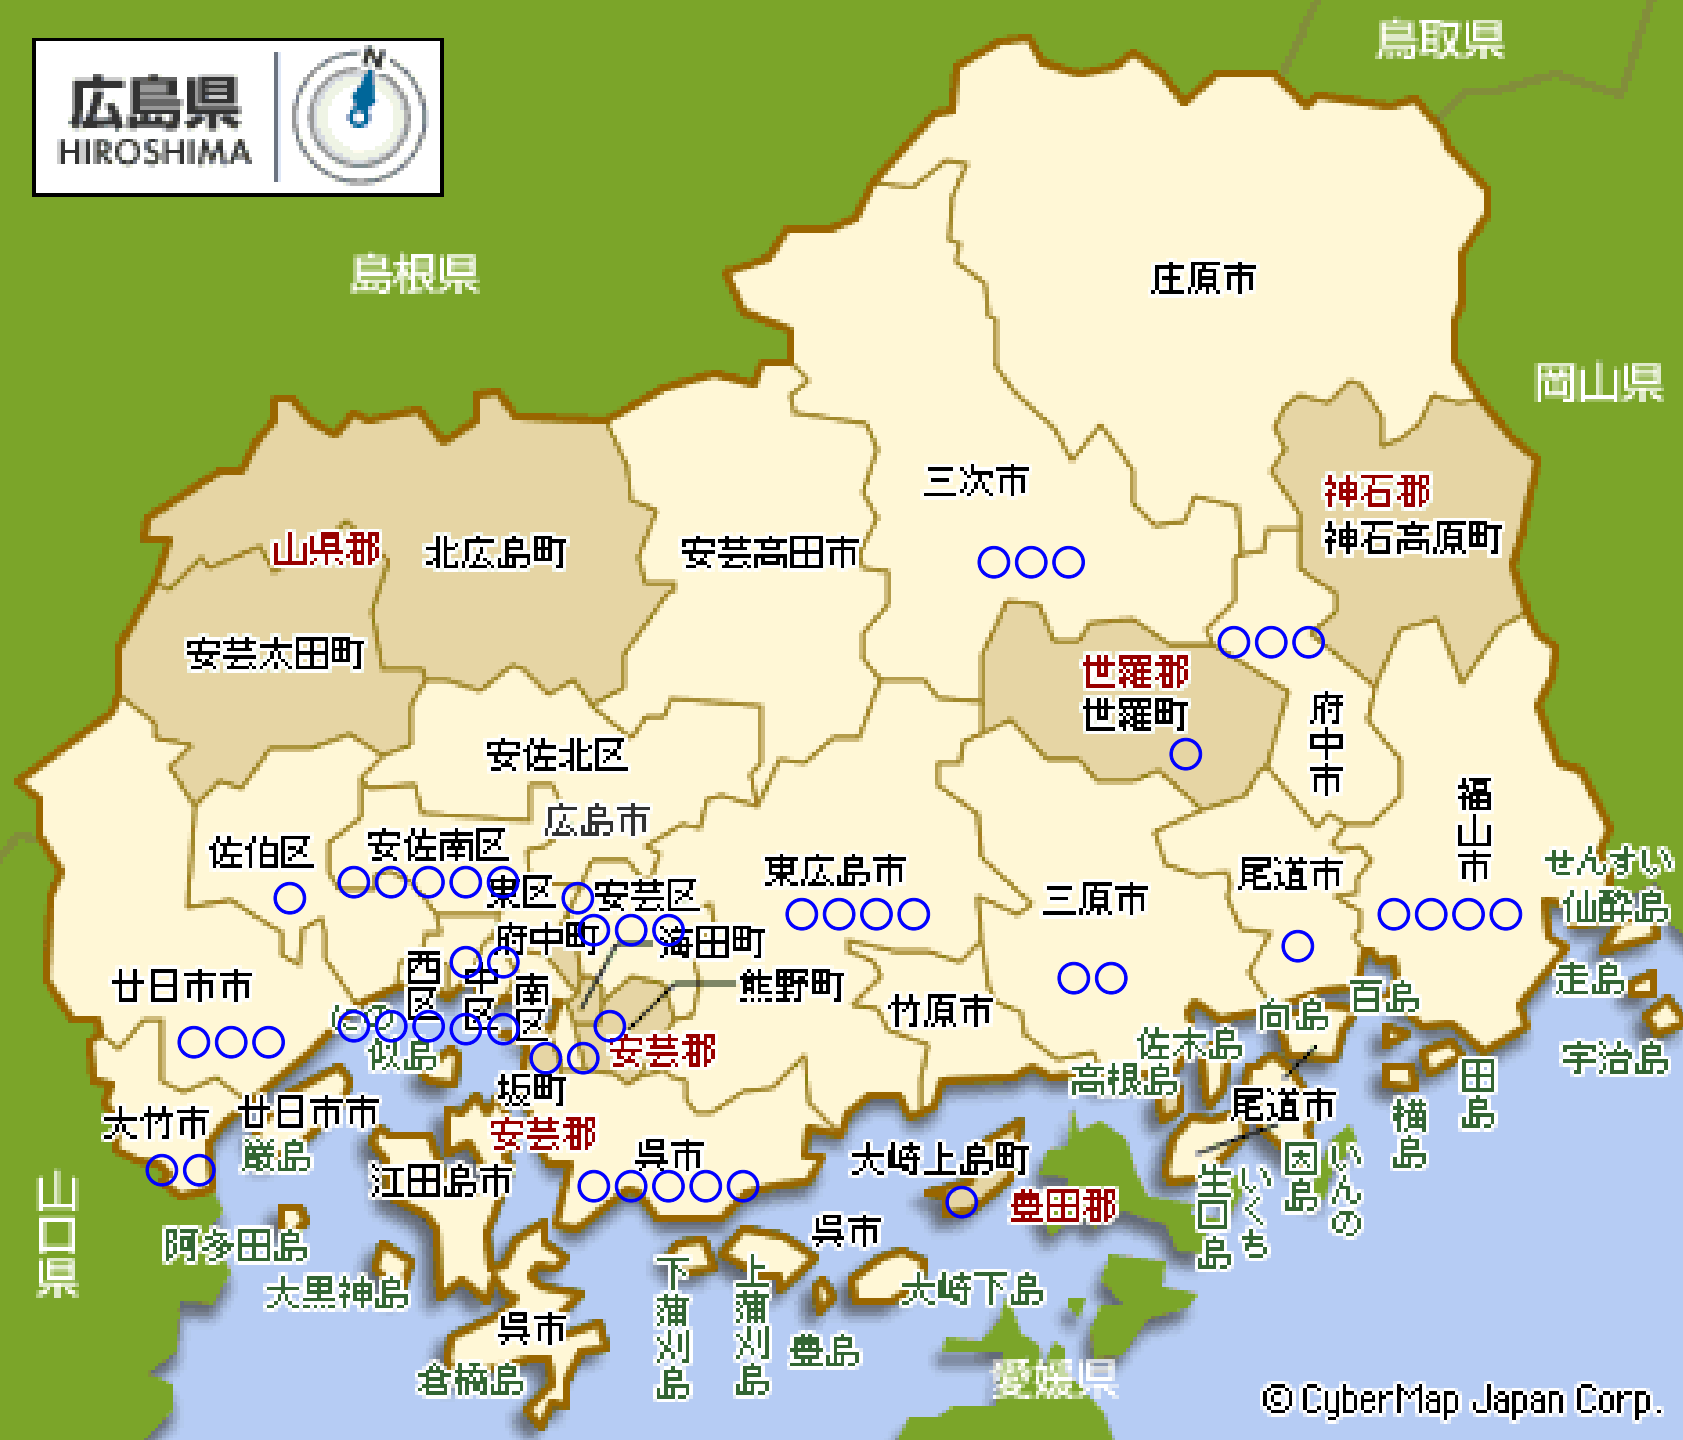 広島県
HIROSHIMA
N
鳥取県
島根県
庄原市
岡山県
三次市
神石郡
神石高原町
山県郡
北広島町
安芸高田市
安芸太田町
世羅郡
世羅町
府中市
安佐北区
広島市
福山市
佐伯区
安佐南区
東区
安芸区
東広島市
三原市
尾道市
せんすい
仙酔島
府中町
海田町
熊野町
西区
中区
南区
廿日市市
竹原市
走島
百島
向島
佐木島
高根島
宇治島
田島
横島
似島
安芸郡
坂町
安芸郡
大竹市
廿日市市
厳島
江田島市
呉市
大崎上島町
豊田郡
尾道市
因島
いんの
生口島
いくち
山口県
阿多田島
大黒神島
呉市
下蒲刈島
上蒲刈島
豊島
大崎下島
呉市
倉橋島
愛媛県
© CyberMap Japan Corp.